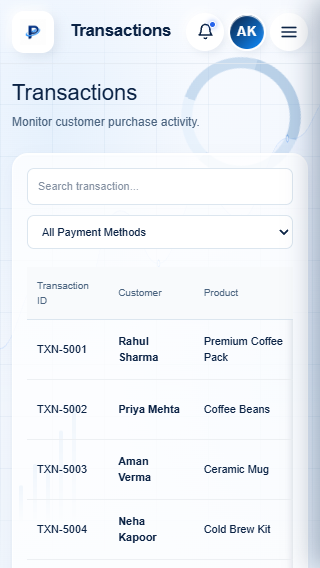 P
Transactions
AK
Transactions
Monitor customer purchase activity.
Search transaction...
All Payment Methods
Transaction ID
Customer
Product
TXN-5001
Rahul Sharma
Premium Coffee Pack
TXN-5002
Priya Mehta
Coffee Beans
TXN-5003
Aman Verma
Ceramic Mug
TXN-5004
Neha Kapoor
Cold Brew Kit